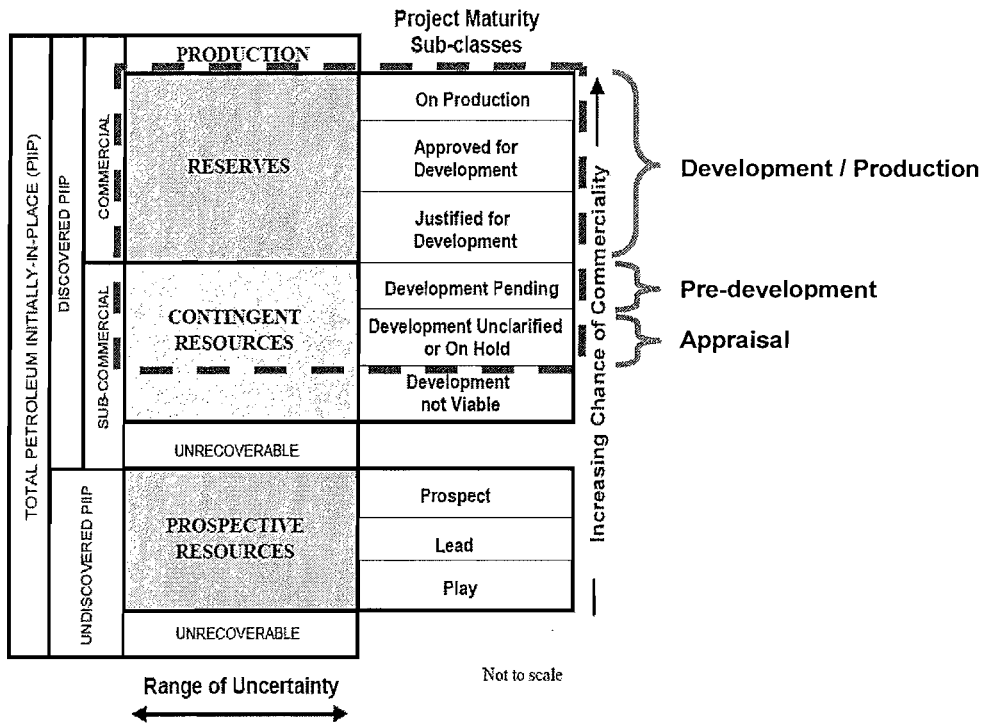 Project Maturity
Sub-classes
PRODUCTION
TOTAL PETROLEUM INITIALLY-IN-PLACE (PIIP)
DISCOVERED PIIP
COMMERCIAL
RESERVES
On Production
Approved for
Development
Justified for
Development
Increasing Chance of Commerciality
Development / Production
SUB-COMMERCIAL
CONTINGENT
RESOURCES
Development Pending
Development Unclarified
or On Hold
Development
not Viable
Pre-development
Appraisal
UNRECOVERABLE
UNDISCOVERED PIIP
PROSPECTIVE
RESOURCES
Prospect
Lead
Play
UNRECOVERABLE
Not to scale
Range of Uncertainty